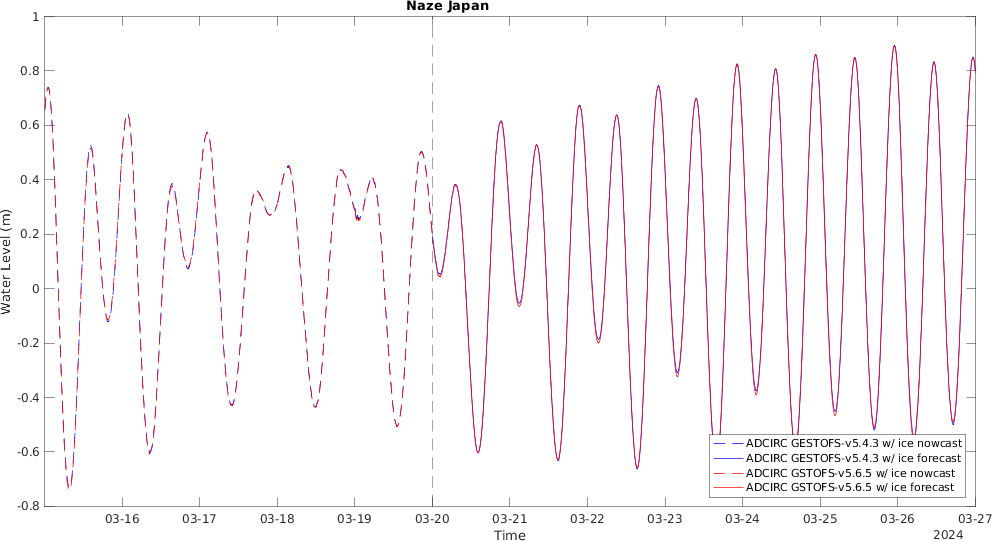 Naze Japan
1
0.8
0.6
0.4
0.2
0
-0.2
-0.4
-0.6
-0.8
Water Level (m)
ADCIRC GESTOFS-v5.4.3 w/ ice nowcast
ADCIRC GESTOFS-v5.4.3 w/ ice forecast
ADCIRC GSTOFS-v5.6.5 w/ ice nowcast
ADCIRC GSTOFS-v5.6.5 w/ ice forecast
03-16 03-17 03-18 03-19 03-20 03-21 03-22 03-23 03-24 03-25 03-26 03-27
Time
2024